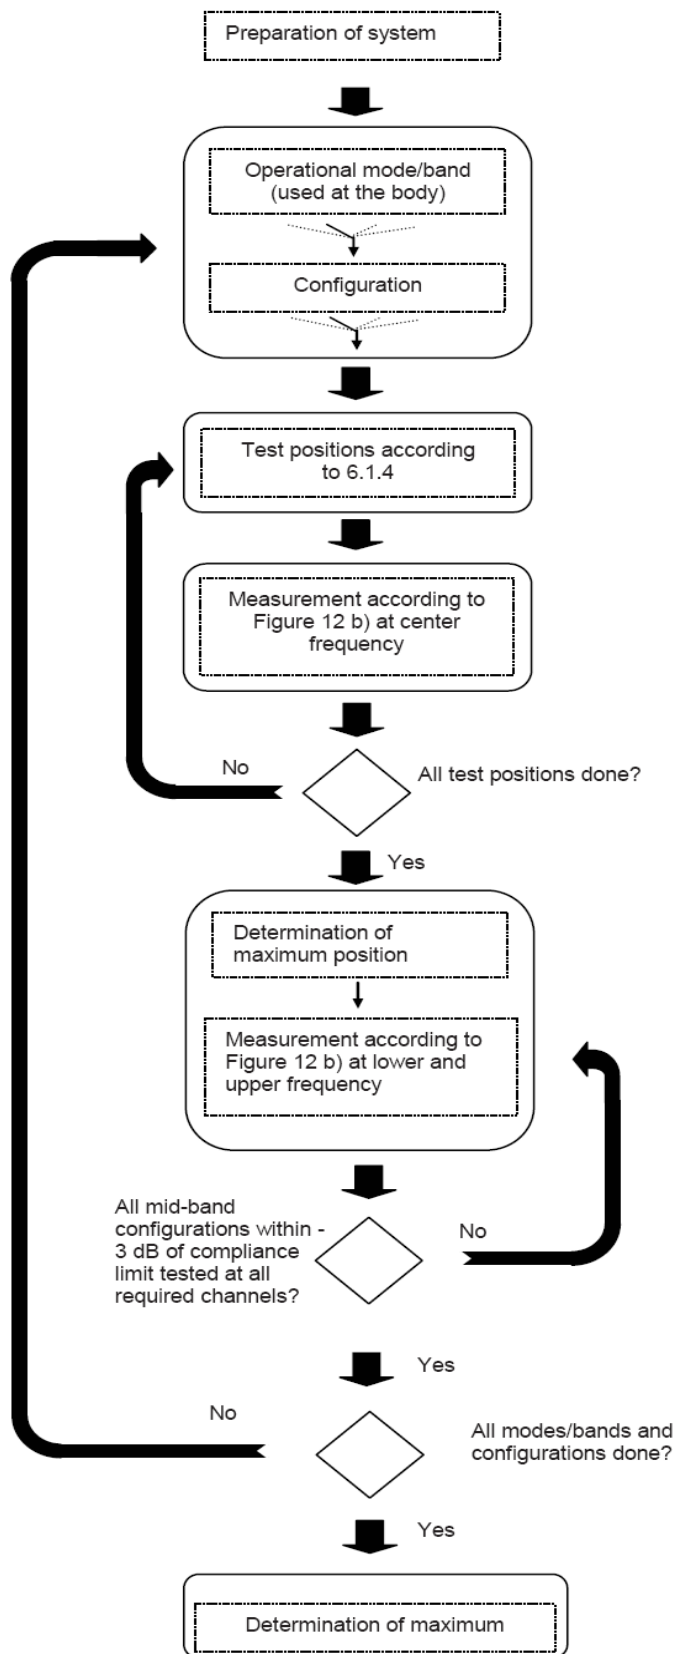 Preparation of system
Operational mode/band
(used at the body)
Configuration
Test positions according
to 6.1.4
Measurement according to
Figure 12 b) at center
frequency
No
All test positions done?
Yes
Determination of
maximum position
Measurement according to
Figure 12 b) at lower and
upper frequency
All mid-band
configurations within -
3 dB of compliance
limit tested at all
required channels?
No
Yes
No
All modes/bands and
configurations done?
Yes
Determination of maximum